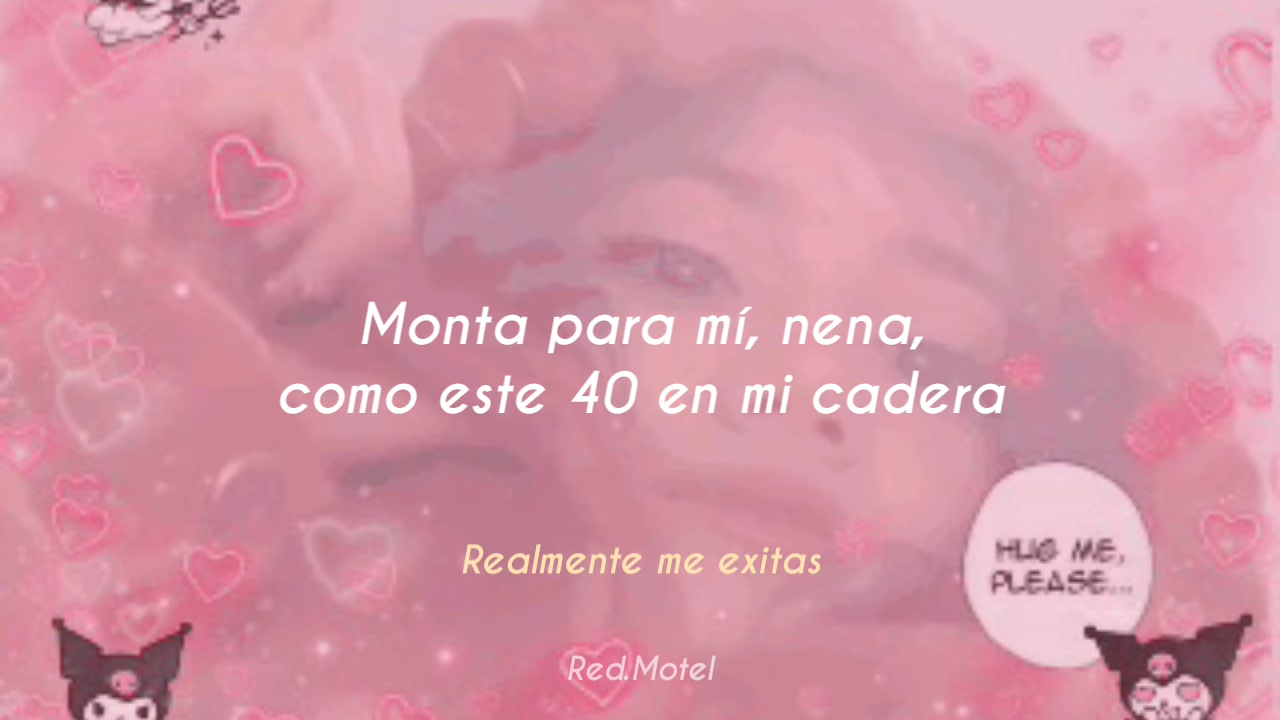 Monta para mí, nena,
como este 40 en mi cadera
Realmente me exitas
HUG ME,
PLEASE...
Red.Motel